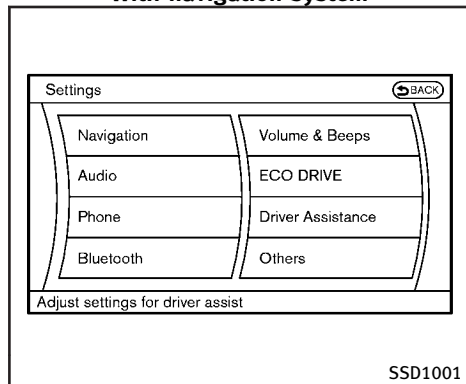 With navigation system
Settings
BACK
Navigation
Volume & Beeps
Audio
ECO DRIVE
Phone
Driver Assistance
Bluetooth
Others
Adjust settings for driver assist
SSD1001